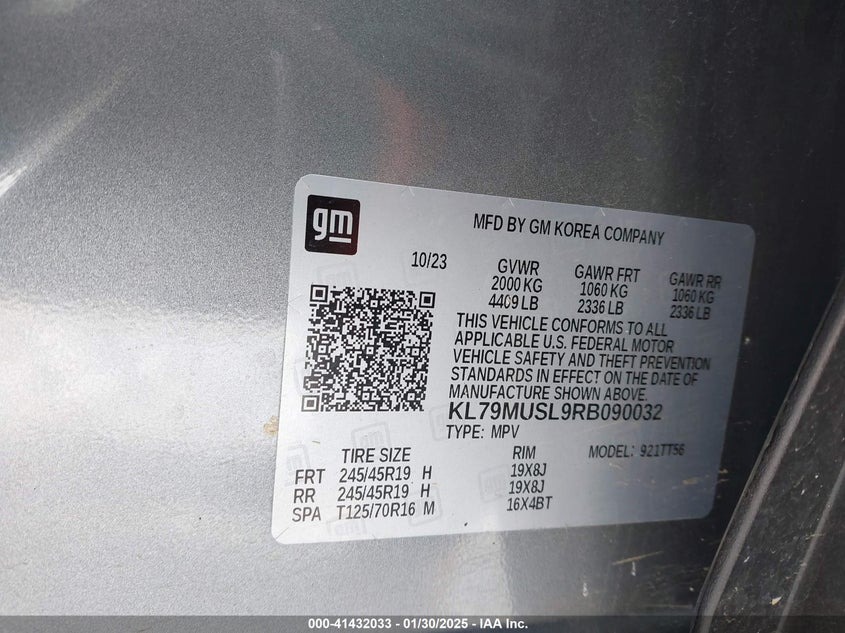 gm
MFD BY GM KOREA COMPANY
10/23
GVWR GAWR FRT GAWR RR
2000 KG 1060 KG 1060 KG
4409 LB 2336 LB 2336 LB
THIS VEHICLE CONFORMS TO ALL
APPLICABLE U.S. FEDERAL MOTOR
VEHICLE SAFETY AND THEFT PREVENTION
STANDARDS IN EFFECT ON THE DATE OF
MANUFACTURE SHOWN ABOVE.
KL79MUSL9RB090032
TYPE: MPV MODEL: 921TT56
TIRE SIZE RIM
FRT 245/45R19 H 19X8J
RR 245/45R19 H 19X8J
SPA T125/70R16 M 16X4BT
000-41432033 - 01/30/2025 - IAA Inc.